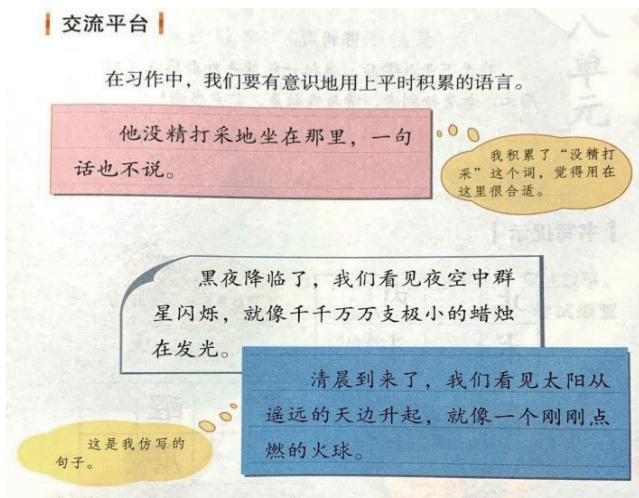 交流平台
在习作中，我们要有意识地用上平时积累的语言。
他没精打采地坐在那里，一句
话也不说。
我积累了“没精打
采”这个词，觉得用在
这里很合适。
黑夜降临了，我们看见夜空中群
星闪烁，就像千千万万支极小的蜡烛
在发光。
清晨到来了，我们看见太阳从
遥远的天边升起，就像一个刚刚点
燃的火球。
这是我仿写的
句子。